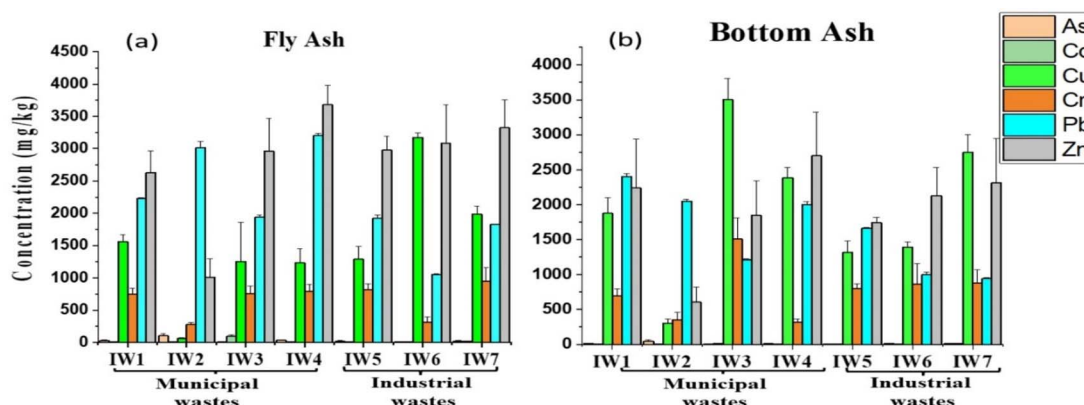 (a)
Fly Ash
Concentration (mg/kg)
4500
4000
3500
3000
2500
2000
1500
1000
500
0
IW1 IW2 IW3 IW4 IW5 IW6 IW7
Municipal
wastes
Industrial
wastes
(b)
Bottom Ash
4000
3500
3000
2500
2000
1500
1000
500
0
IW1 IW2 IW3 IW4 IW5 IW6 IW7
Municipal
wastes
Industrial
wastes
As
Cu
Pb
Zn